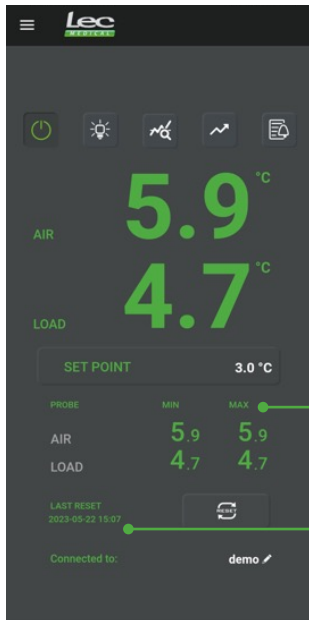 Lec
MEDICAL
5.9 °C
AIR
4.7 °C
LOAD
SET POINT 3.0 °C
PROBE MIN MAX
AIR 5.9 5.9
LOAD 4.7 4.7
LAST RESET
2023-05-22 15:07
RESET
Connected to: demo